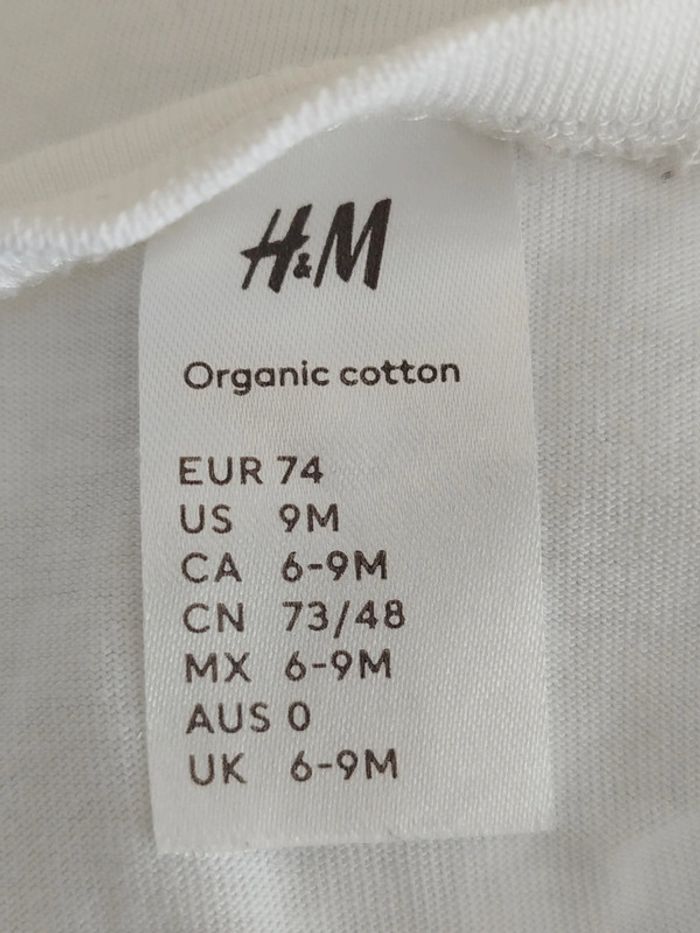 H&M
Organic cotton
EUR 74
US 9M
CA 6-9M
CN 73/48
MX 6-9M
AUS 0
UK 6-9M